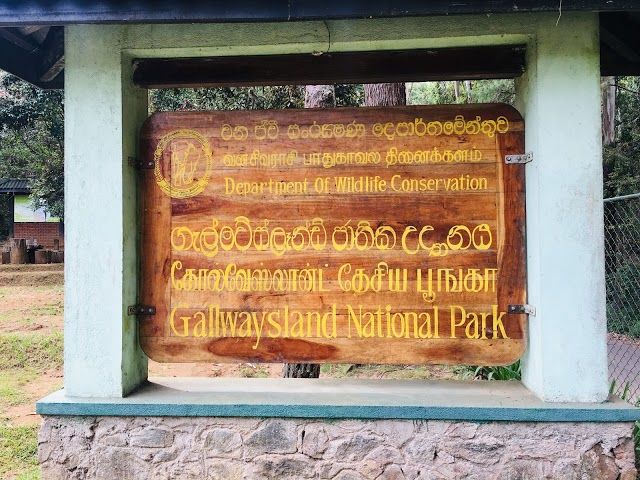 වන ජීවී සංරක්ෂණ දෙපාර්තමේන්තුව
வனசீவராசி பாதுகாவல திணைக்களம்
Department Of Wildlife Conservation
ගැල්වේස්ලෑන්ඩ් ජාතික උද්‍යානය
கோல்வேஸ்லாண்ட் தேசிய பூங்கா
Gallwaysland National Park